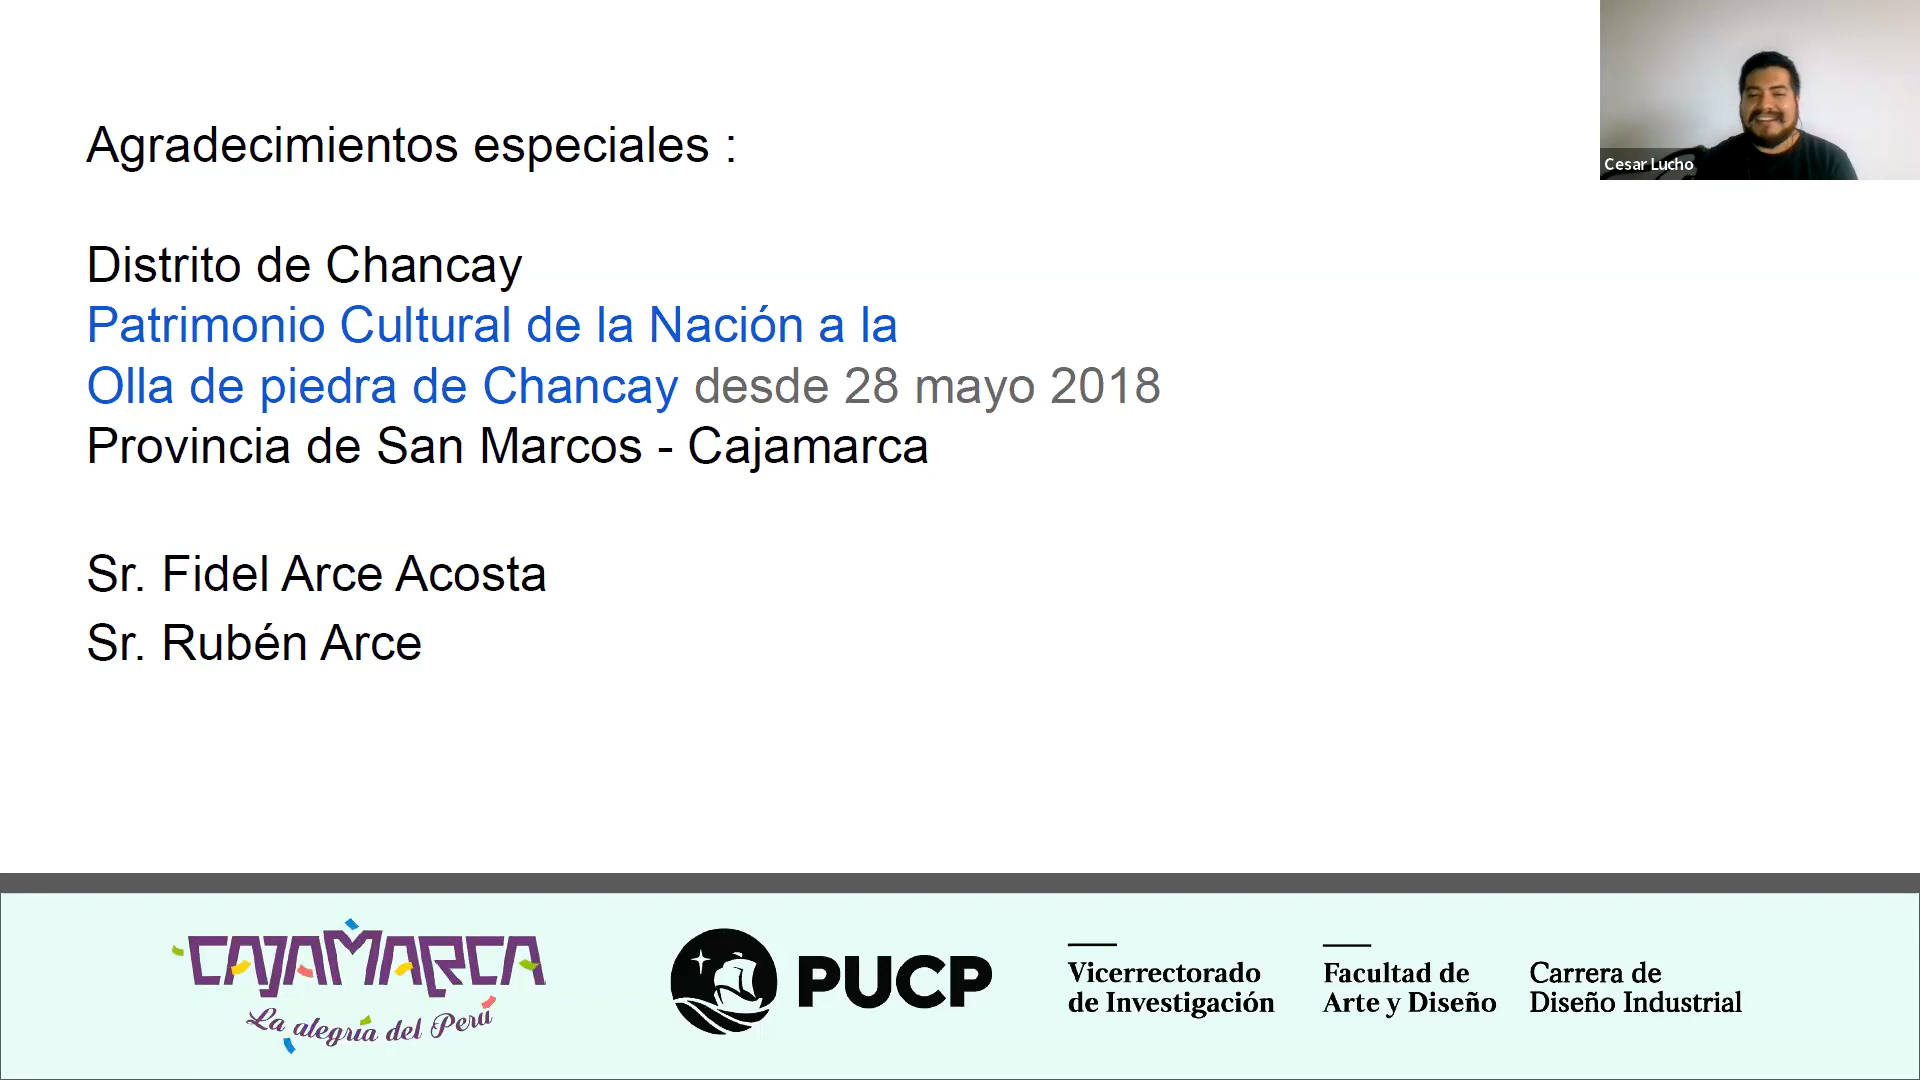 Agradecimientos especiales :
Distrito de Chancay
Patrimonio Cultural de la Nación a la
Olla de piedra de Chancay desde 28 mayo 2018
Provincia de San Marcos - Cajamarca
Sr. Fidel Arce Acosta
Sr. Rubén Arce
Cesar Lucho
CAJAMARCA
La alegría del Perú
PUCP
Vicerrectorado
de Investigación
Facultad de
Arte y Diseño
Carrera de
Diseño Industrial